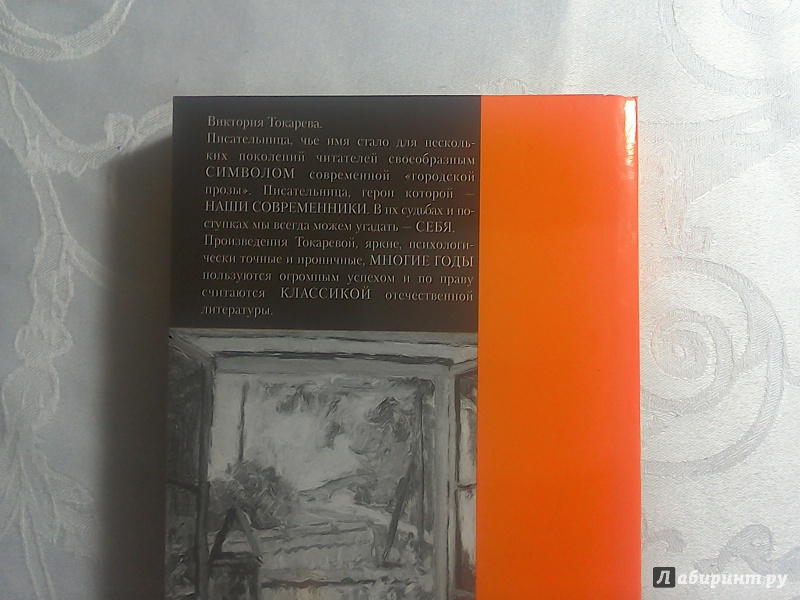 Виктория Токарева.
Писательница, чье имя стало для несколь-
ких поколений читателей своеобразным
СИМВОЛОМ современной «городской
прозы». Писательница, герои которой —
НАШИ СОВРЕМЕННИКИ. В их судьбах и по-
ступках мы всегда можем угадать — СЕБЯ.
Произведения Токаревой, яркие, психологи-
чески точные и ироничные, МНОГИЕ ГОДЫ
пользуются огромным успехом и по праву
считаются КЛАССИКОЙ отечественной
литературы.
Лабиринт.ру